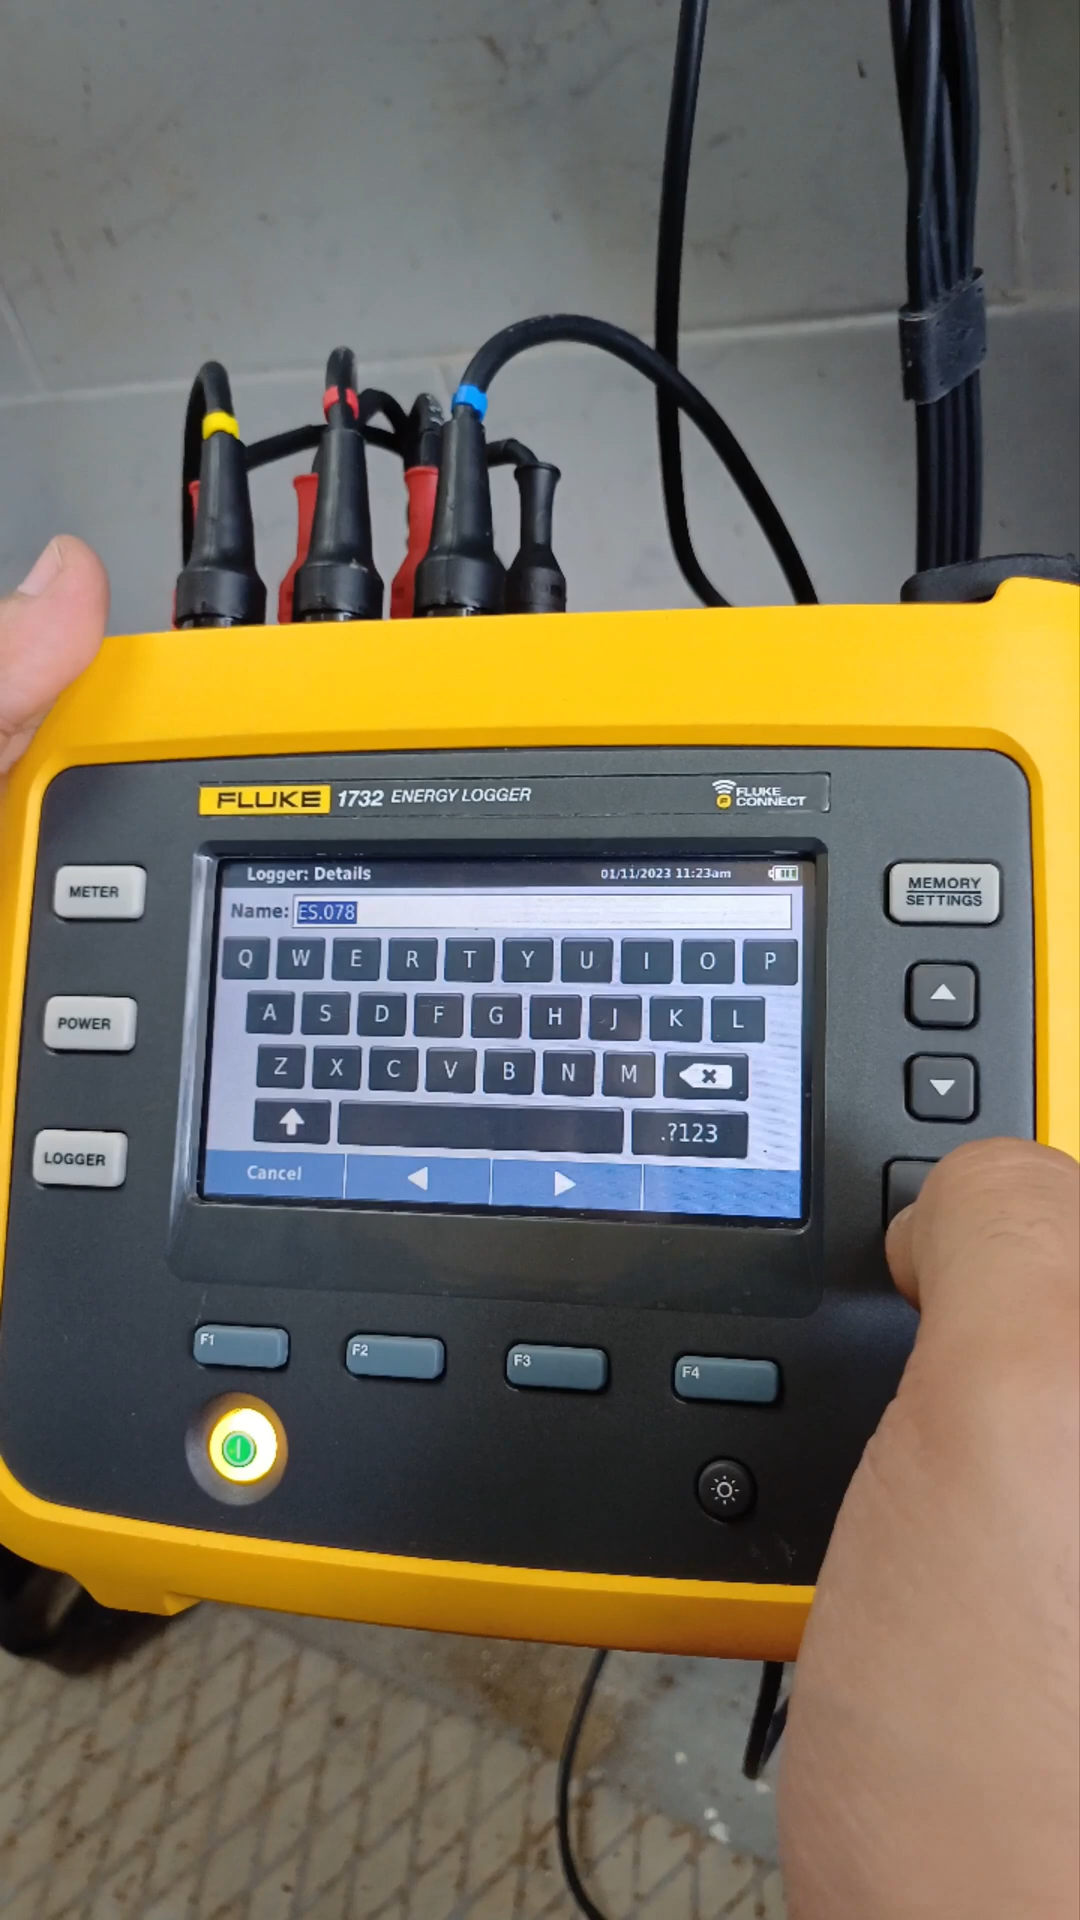 FLUKE 1732 ENERGY LOGGER
FLUKE CONNECT
METER
POWER
LOGGER
Logger: Details 01/11/2023 11:23am
Name: ES.078
Q W E R T Y U I O P
A S D F G H J K L
Z X C V B N M
.?123
Cancel
MEMORY
SETTINGS
F1 F2 F3 F4